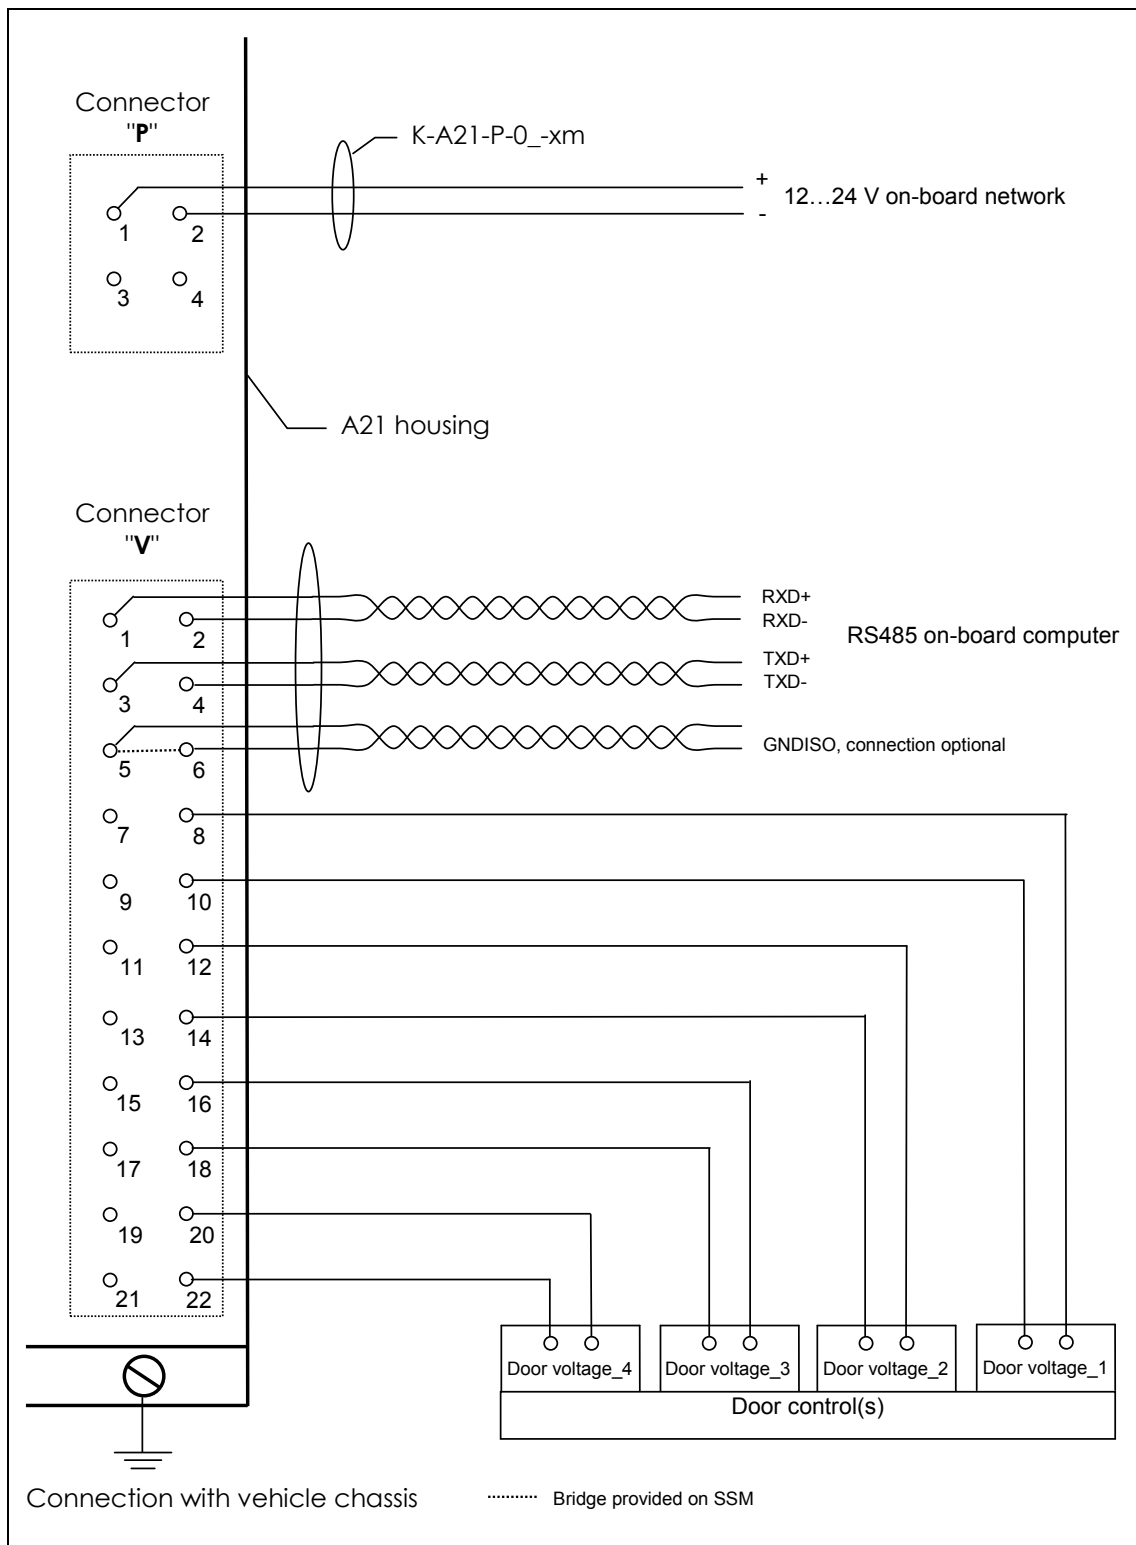 Connector
"P"
K-A21-P-0_-xm
+
12…24 V on-board network
-
1 2
3 4
A21 housing
Connector
"V"
RXD+
RXD-
RS485 on-board computer
TXD+
TXD-
GNDISO, connection optional
1 2
3 4
5 6
7 8
9 10
11 12
13 14
15 16
17 18
19 20
21 22
Door voltage_4 Door voltage_3 Door voltage_2 Door voltage_1
Door control(s)
Connection with vehicle chassis
Bridge provided on SSM